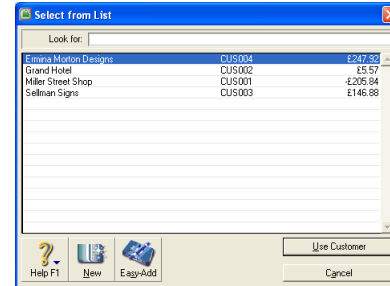 Select from List
Look for:
Ermina Morton Designs CUS004 £247.92
Grand Hotel CUS002 £5.57
Miller Street Shop CUS001 -£205.84
Sellman Signs CUS003 £146.88
Help F1 New Easy-Add
Use Customer
Cancel